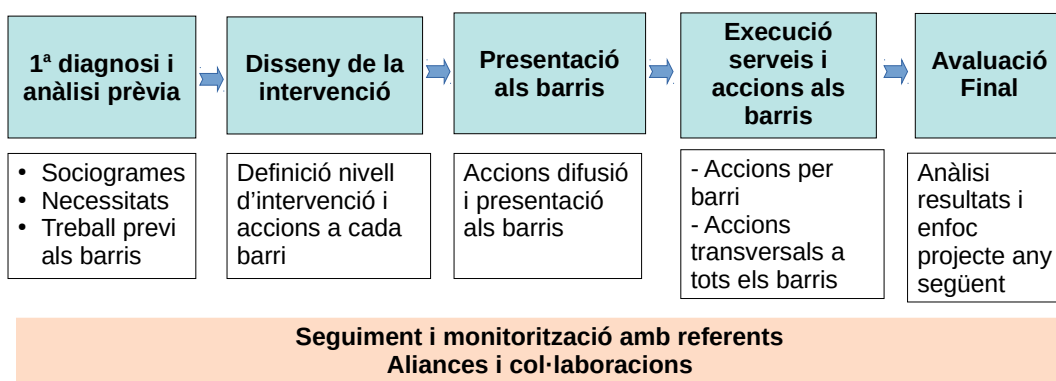 1ª diagnosi i
anàlisi prèvia
Disseny de la
intervenció
Presentació
als barris
Execució
serveis i
accions als
barris
Avaluació
Final
• Sociogrames
• Necessitats
• Treball previ
als barris
Definició nivell
d’intervenció i
accions a cada
barri
Accions difusió
i presentació
als barris
- Accions per
barri
- Accions
transversals a
tots els barris
Anàlisi
resultats i
enfoc
projecte any
següent
Seguiment i monitorització amb referents
Aliances i col·laboracions